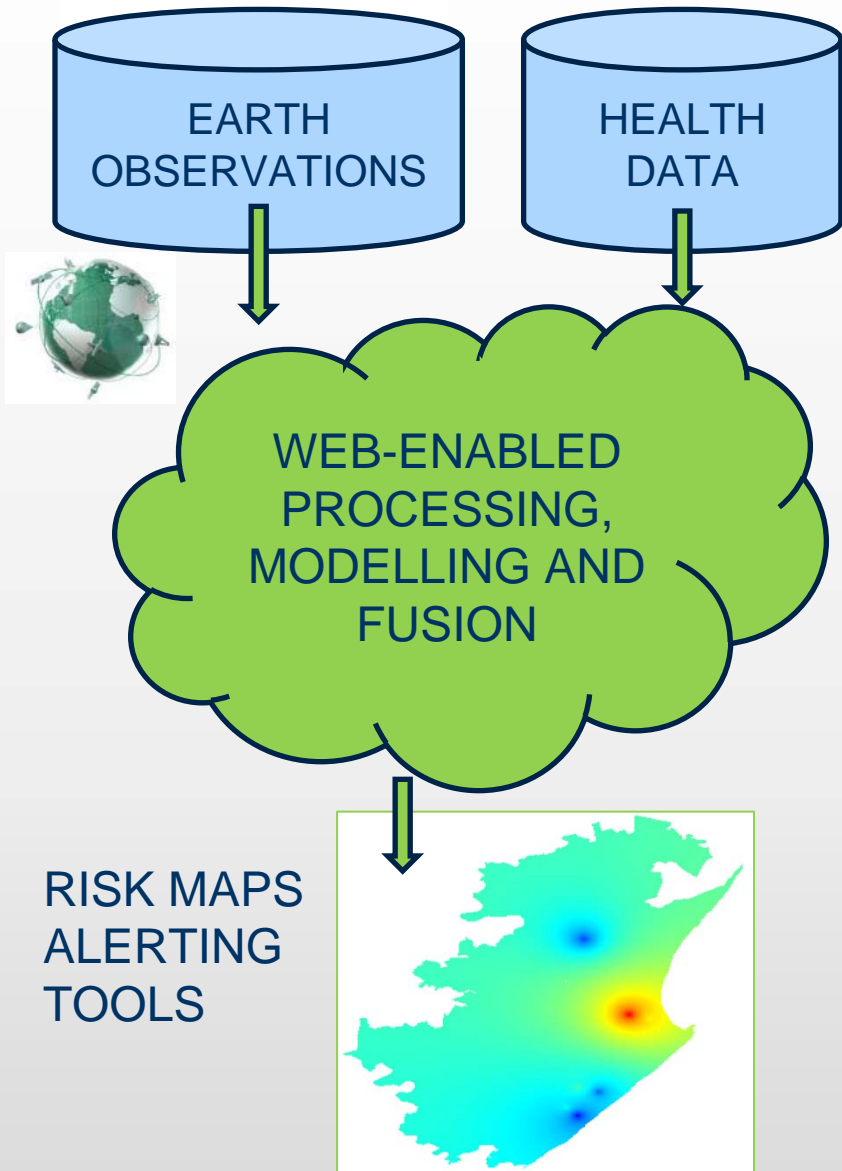 EARTH
OBSERVATIONS
HEALTH
DATA
WEB-ENABLED
PROCESSING,
MODELLING AND
FUSION
RISK MAPS
ALERTING
TOOLS